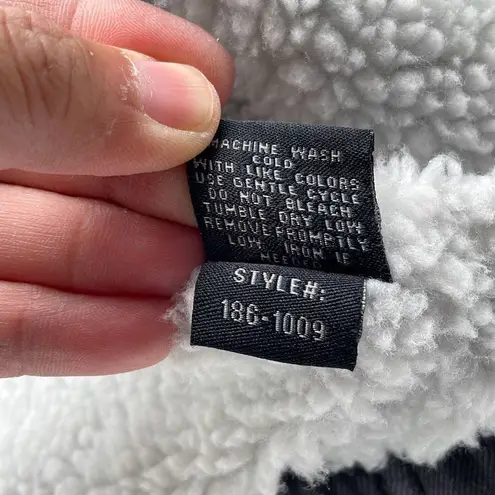 MACHINE WASH
COLD
WITH LIKE COLORS
USE GENTLE CYCLE
DO NOT BLEACH
TUMBLE DRY LOW
REMOVE PROMPTLY
LOW IRON IF
STYLE#:
186-1009